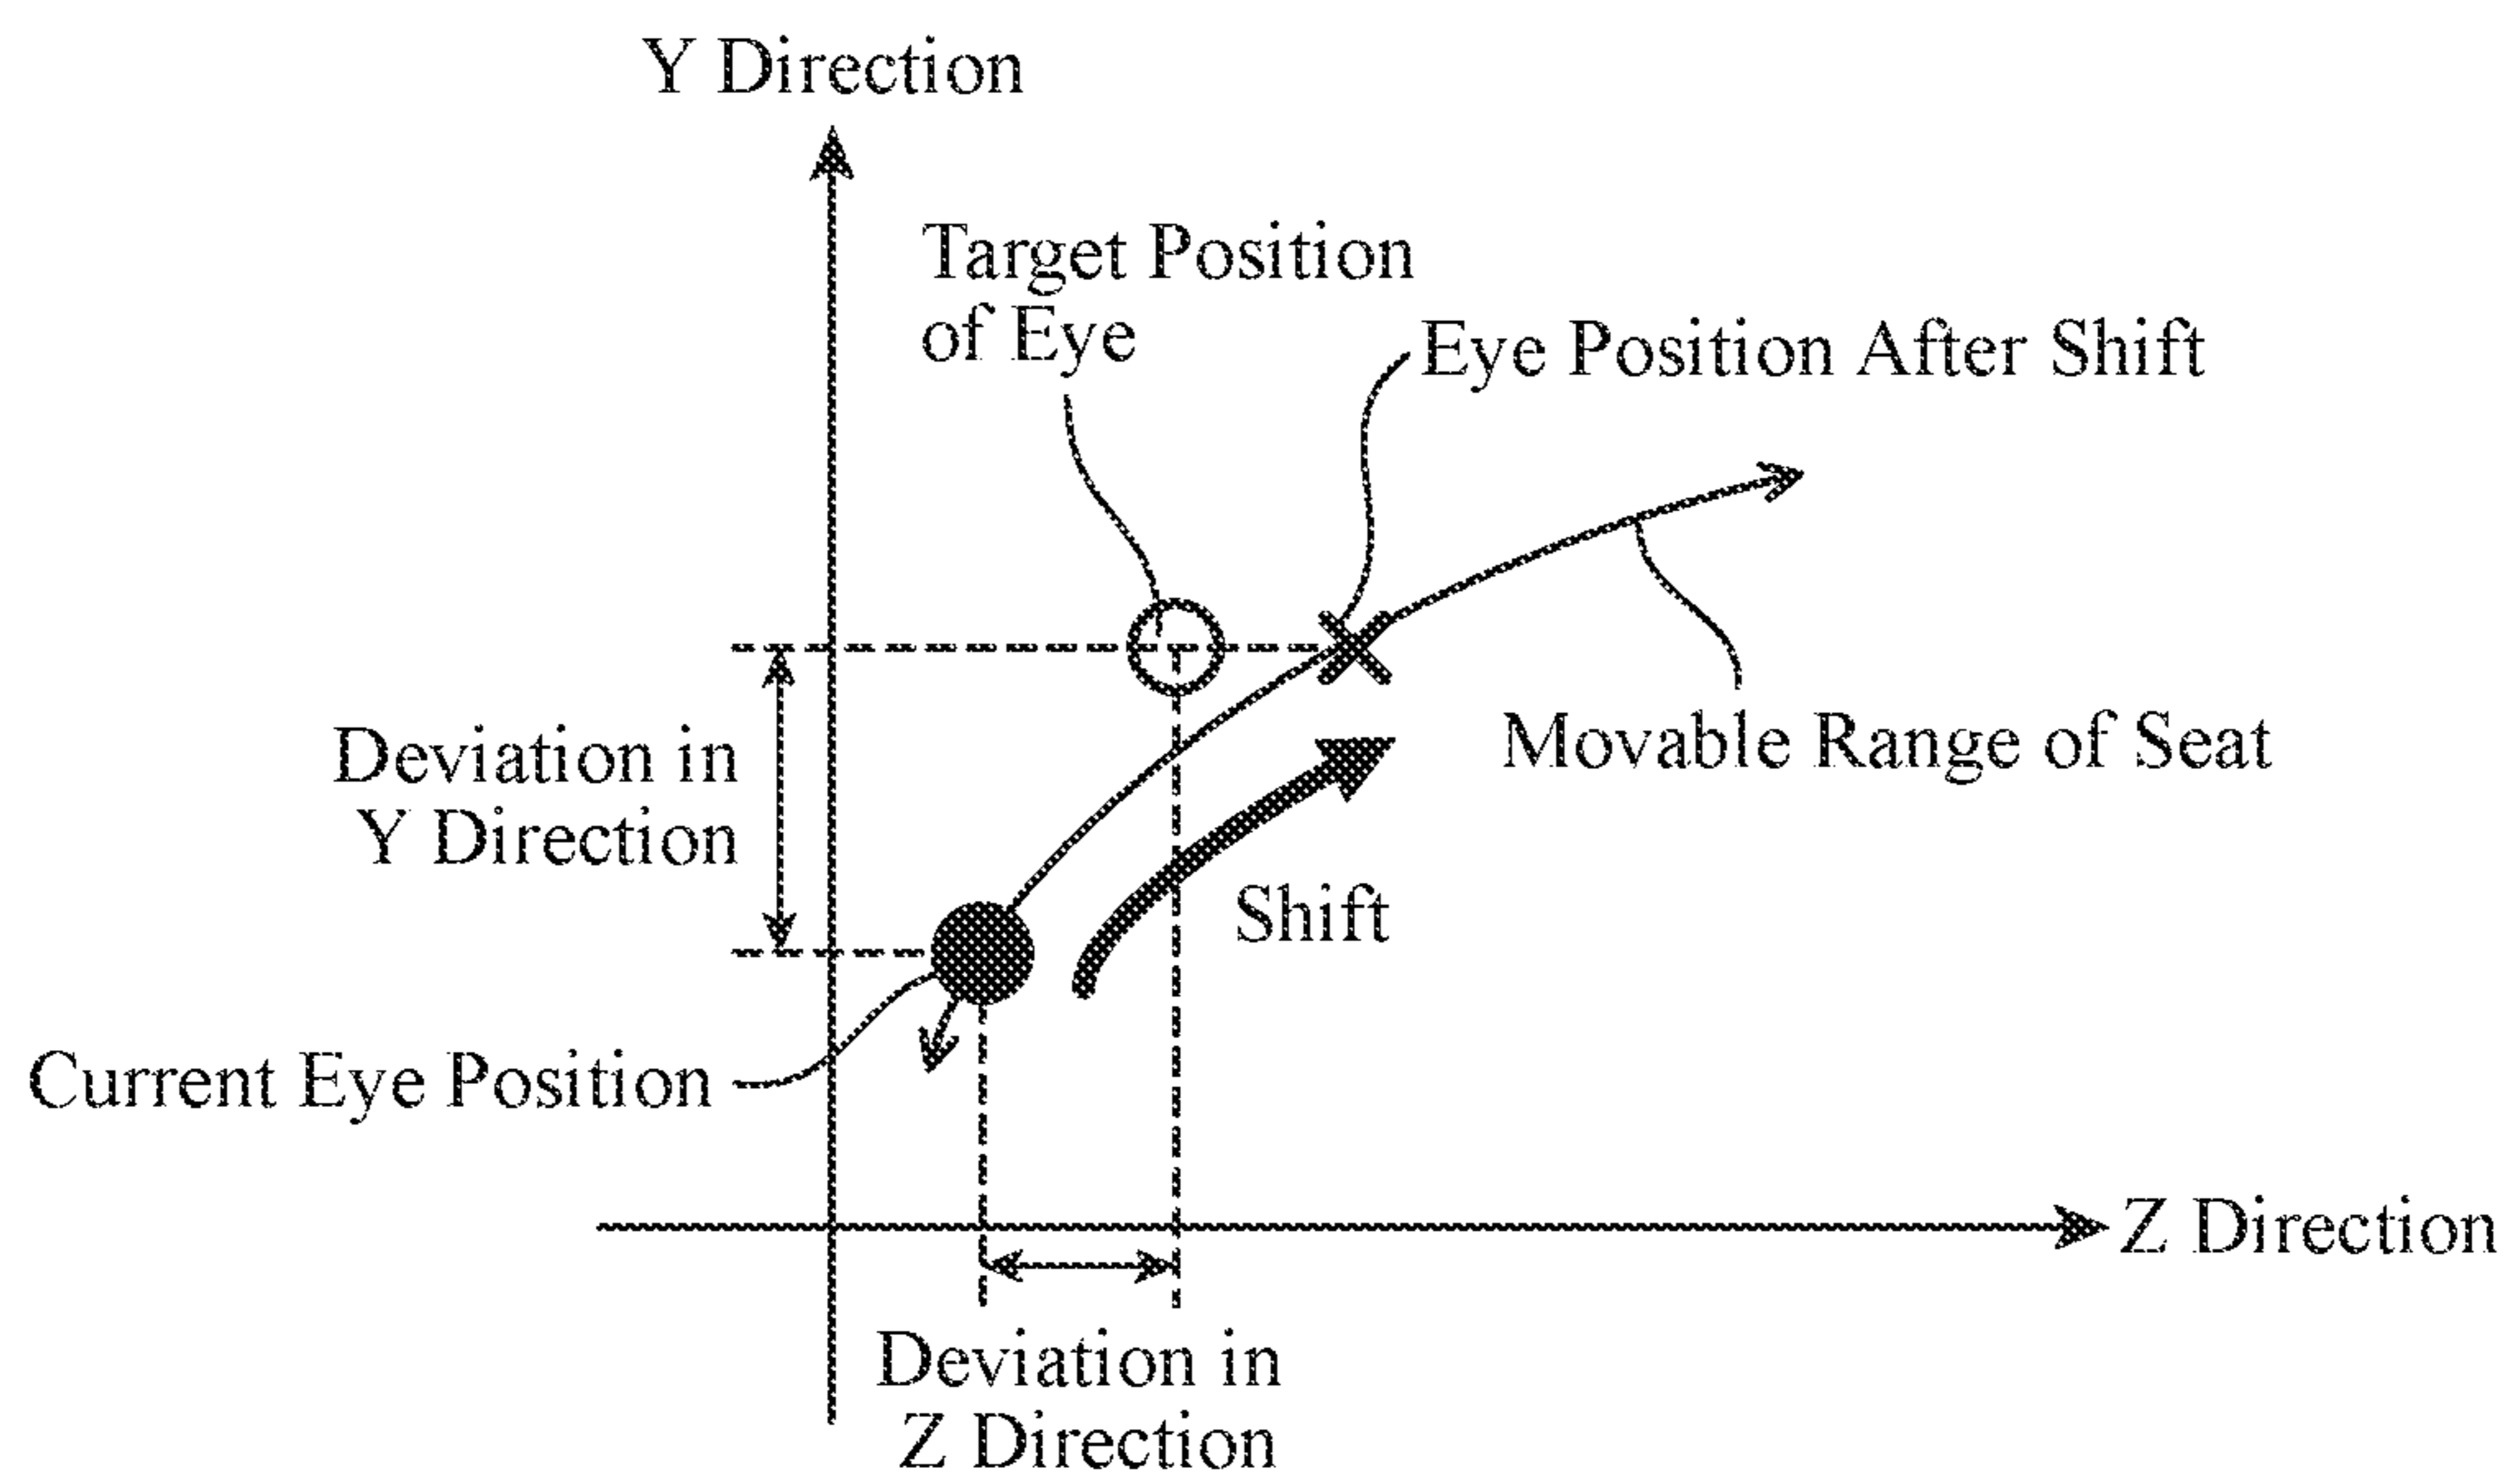 Y Direction
Target Position
of Eye
Eye Position After Shift
Movable Range of Seat
Deviation in
Y Direction
Shift
Current Eye Position
Z Direction
Deviation in
Z Direction